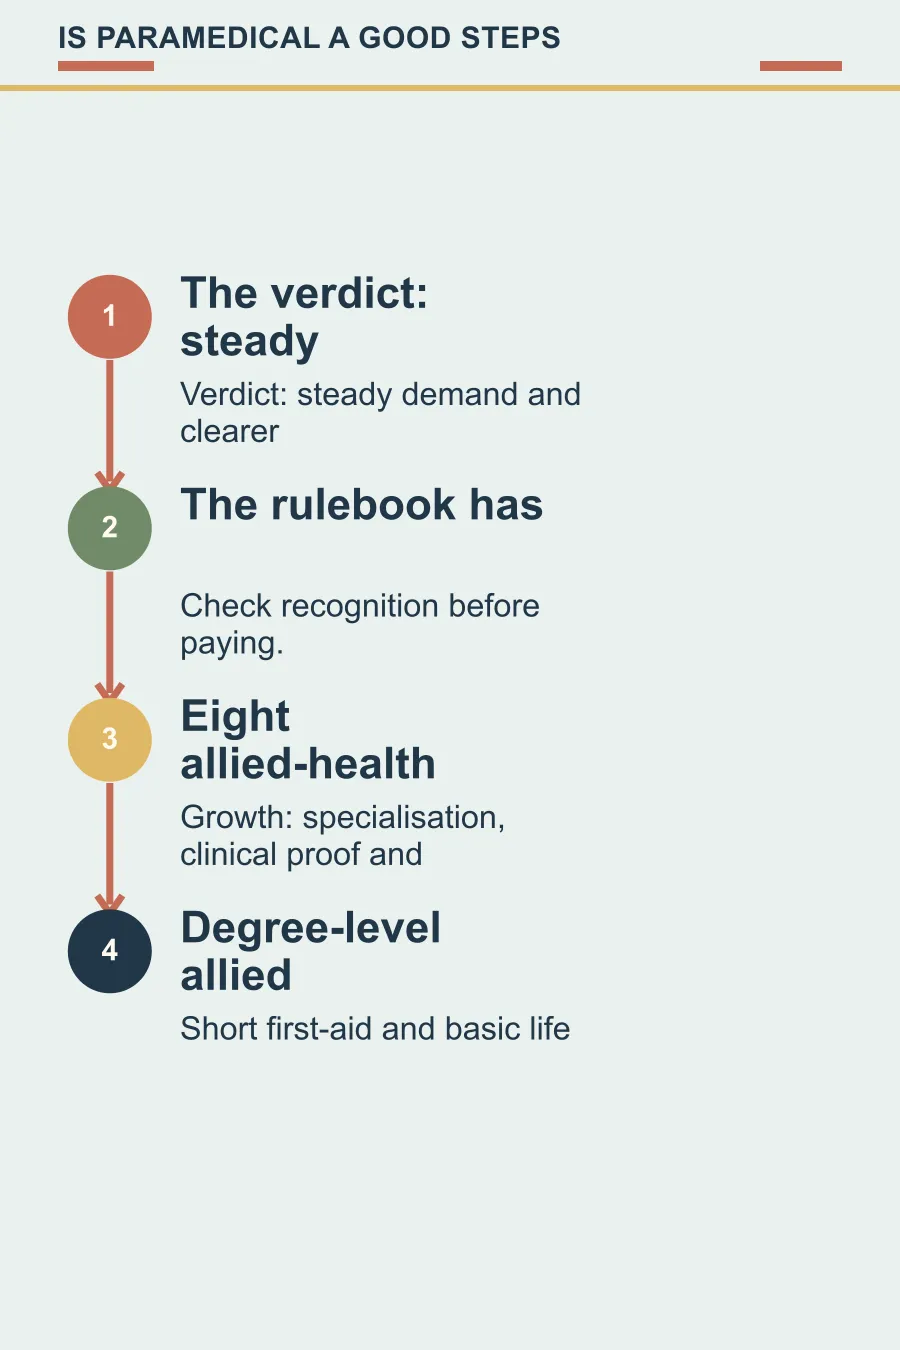 IS PARAMEDICAL A GOOD STEPS
1
The verdict:
steady
Verdict: steady demand and
clearer
2
The rulebook has
Check recognition before
paying.
3
Eight
allied-health
Growth: specialisation,
clinical proof and
4
Degree-level
allied
Short first-aid and basic life